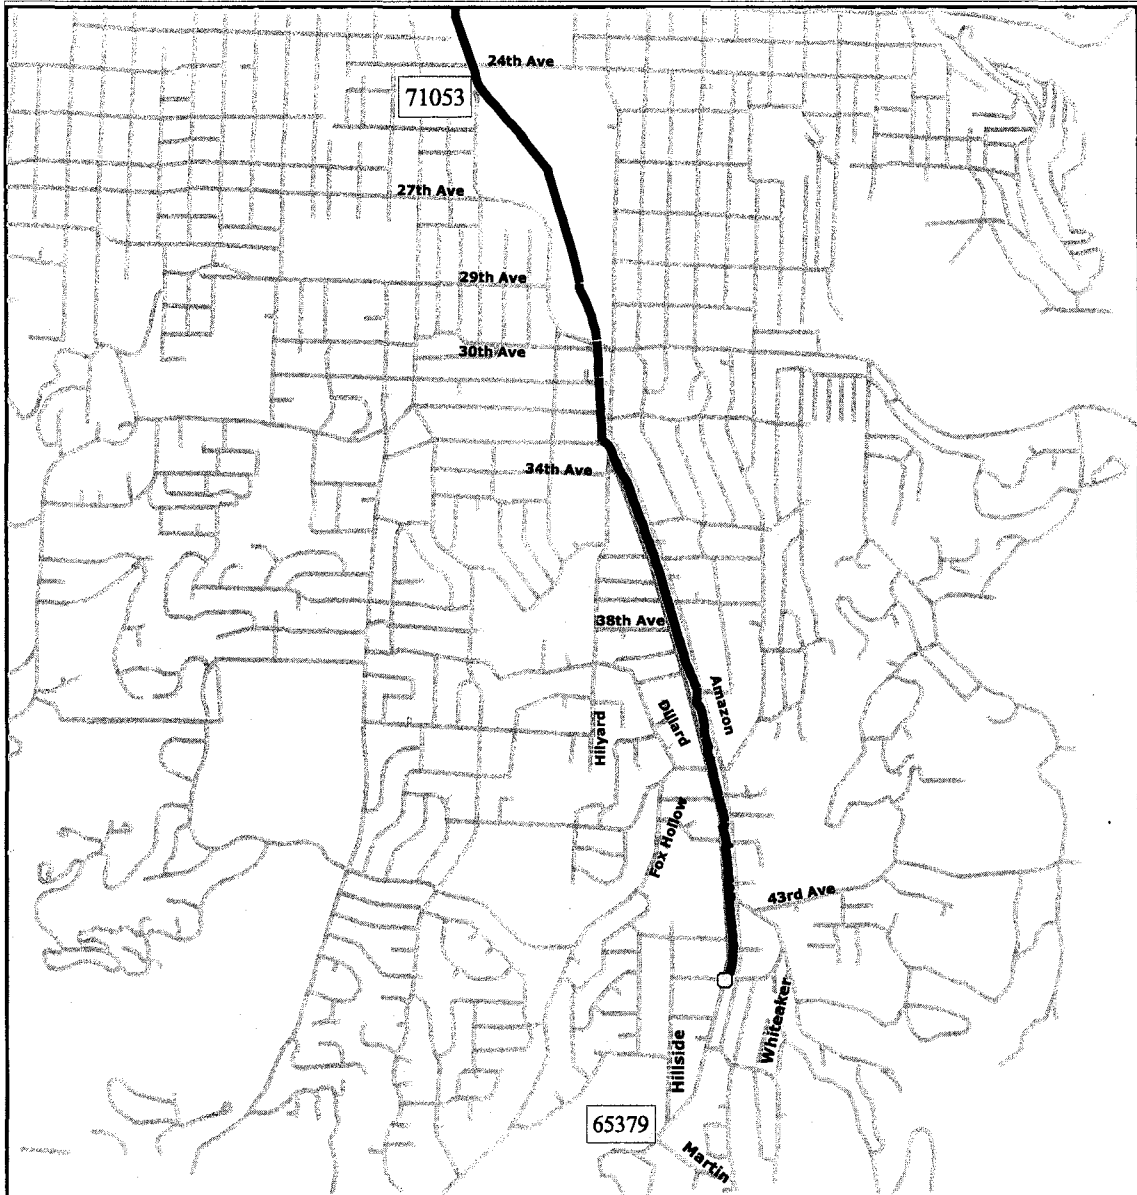 24th Ave
71053
27th Ave
29th Ave
30th Ave
34th Ave
38th Ave
Amazon
Dillard
Hilyard
Fox Hollow
43rd Ave
Whiteaker
Hillside
65379
Martin